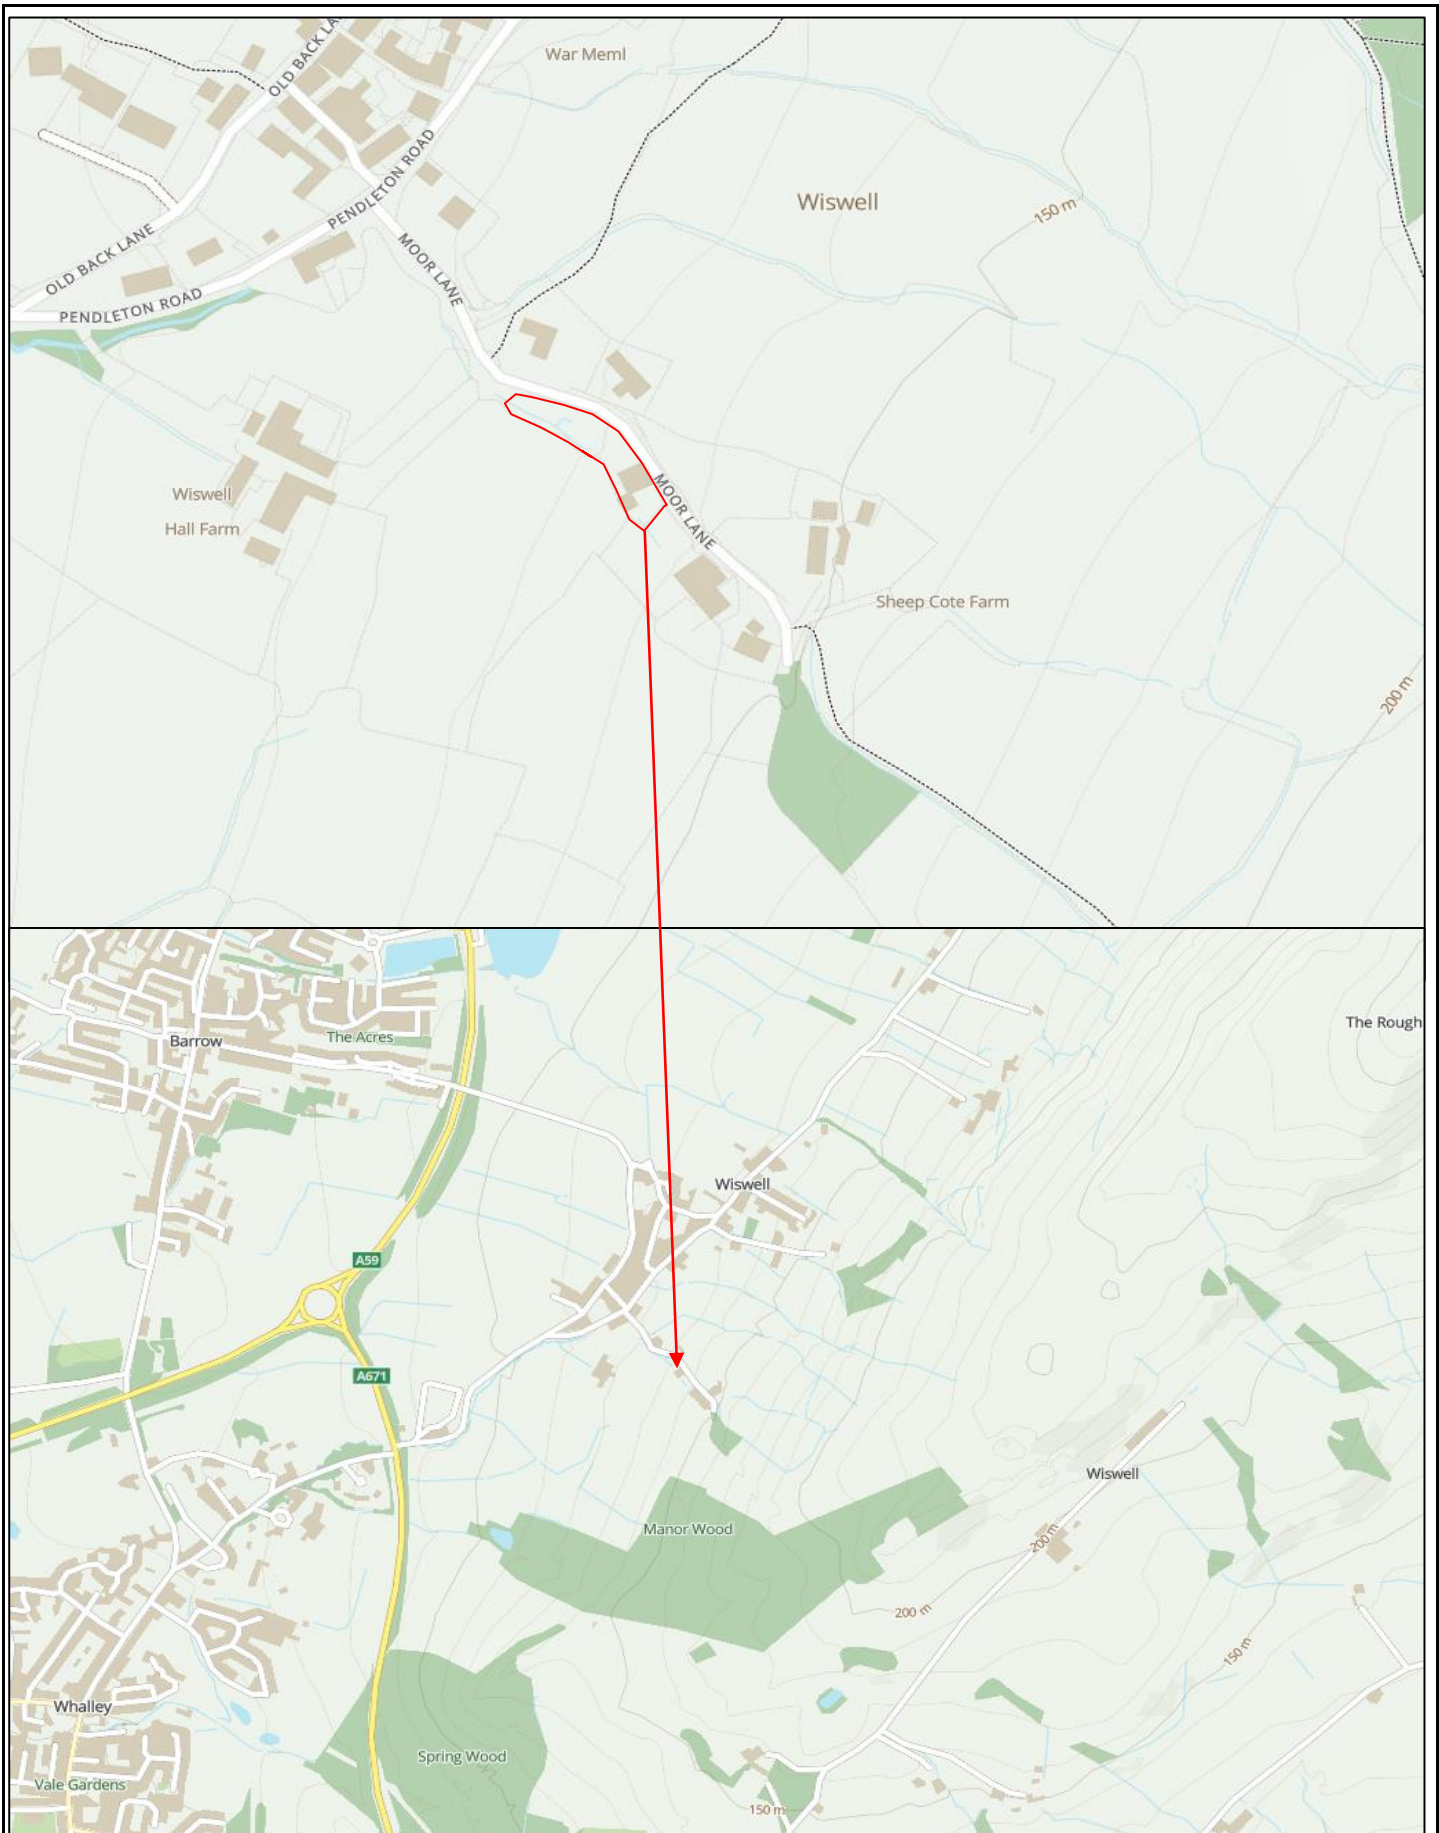 OLD BACK LA
War Meml
PENDLETON ROAD
Wiswell
150 m
OLD BACK LANE
MOOR LANE
PENDLETON ROAD
Wiswell
Hall Farm
MOOR LANE
Sheep Cote Farm
200 m
The Rough
Barrow
The Acres
Wiswell
A59
A671
Wiswell
Manor Wood
200 m
200 m
150 m
Whalley
Spring Wood
Vale Gardens
150 m